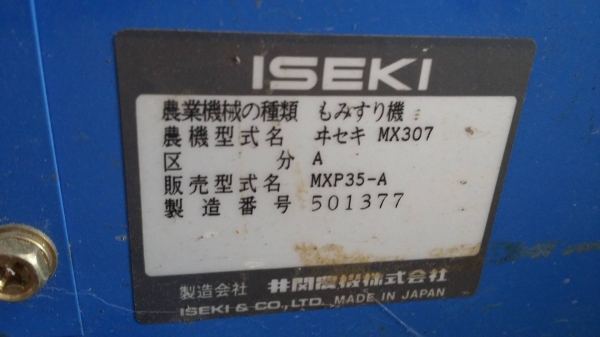 ISEKI
農業機械の種類 もみすり機
農機型式名 ヰセキ MX307
区分 A
販売型式名 MXP35-A
製造番号 501377
製造会社 井関農機株式会社
ISEKI & CO., LTD. MADE IN JAPAN